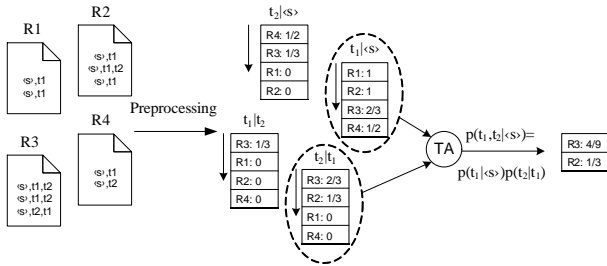 R1
‹s›,t1
‹s›,t1
R2
‹s›,t1
‹s›,t1,t2
‹s›,t1
R3
‹s›,t1,t2
‹s›,t1,t2
‹s›,t2,t1
R4
‹s›,t1
‹s›,t2
Preprocessing
t₂|‹s›
R4: 1/2
R3: 1/3
R1: 0
R2: 0
t₁|‹s›
R1: 1
R2: 1
R3: 2/3
R4: 1/2
t₁|t₂
R3: 1/3
R1: 0
R2: 0
R4: 0
t₂|t₁
R3: 2/3
R2: 1/3
R1: 0
R4: 0
TA
p(t₁,t₂|‹s›)=
p(t₁|‹s›)p(t₂|t₁)
R3: 4/9
R2: 1/3